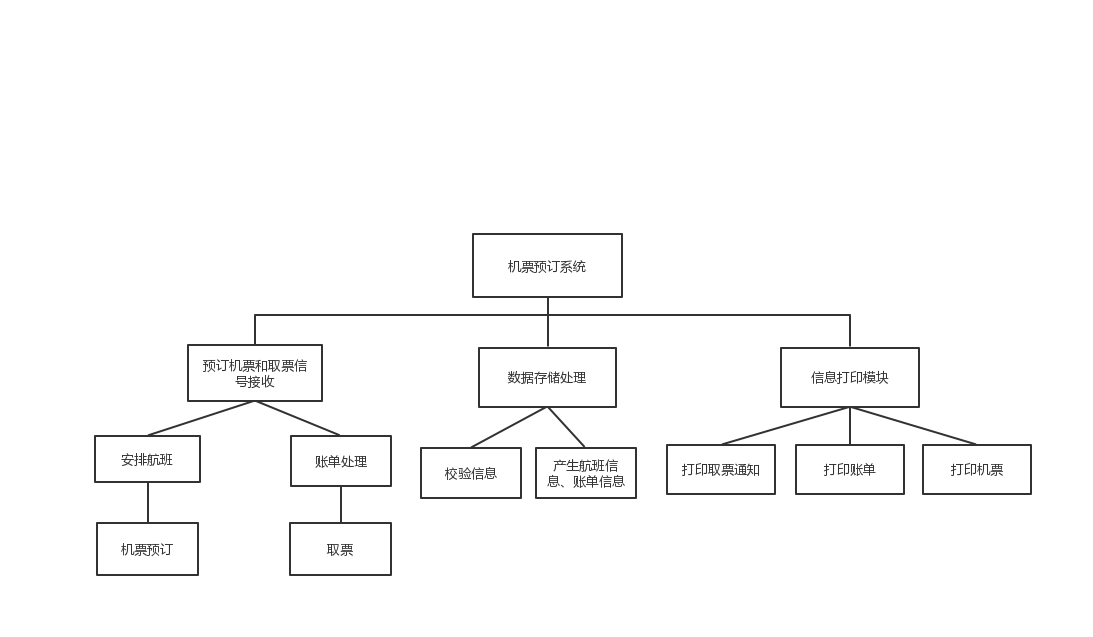 机票预订系统
预订机票和取票信
号接收
数据存储处理
信息打印模块
安排航班
账单处理
校验信息
产生航班信
息、账单信息
打印取票通知
打印账单
打印机票
机票预订
取票